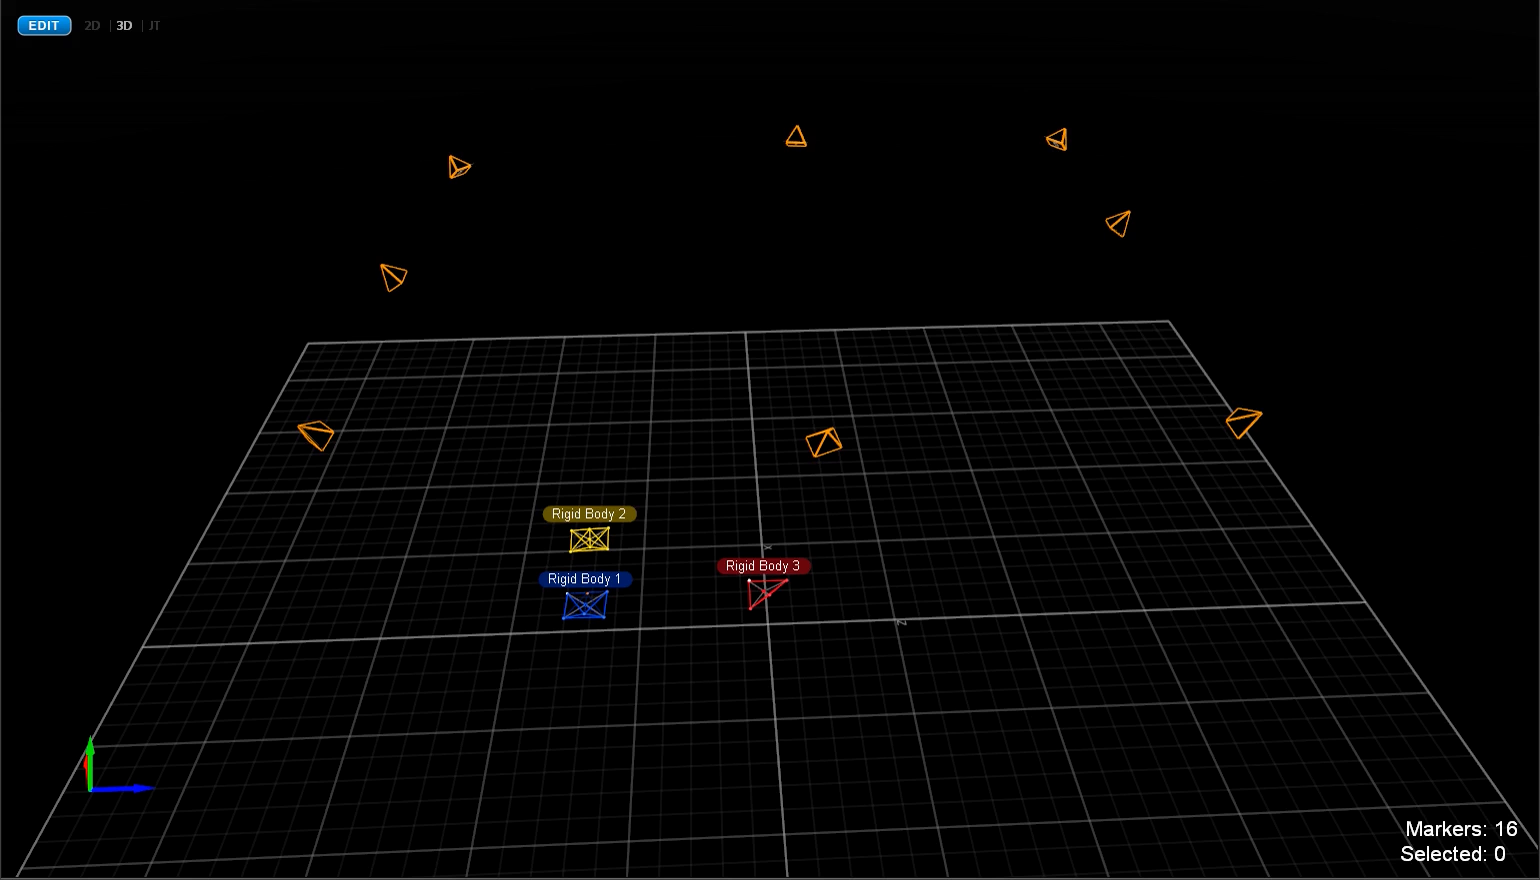 EDIT 2D | 3D | JT
Rigid Body 2
x
Rigid Body 3
Rigid Body 1
z
Markers: 16
Selected: 0